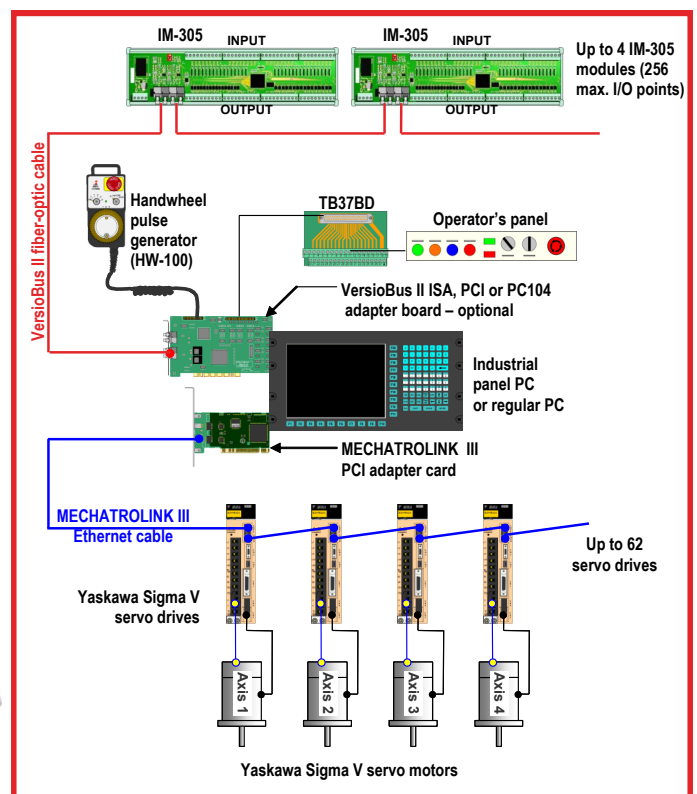 IM-305
INPUT
OUTPUT
IM-305
INPUT
OUTPUT
Up to 4 IM-305
modules (256
max. I/O points)
VersioBus II fiber-optic cable
Handwheel
pulse
generator
(HW-100)
TB37BD
Operator's panel
VersioBus II ISA, PCI or PC104
adapter board – optional
Industrial
panel PC
or regular PC
MECHATROLINK III
PCI adapter card
MECHATROLINK III
Ethernet cable
Up to 62
servo drives
Yaskawa Sigma V
servo drives
Axis 1
Axis 2
Axis 3
Axis 4
Yaskawa Sigma V servo motors